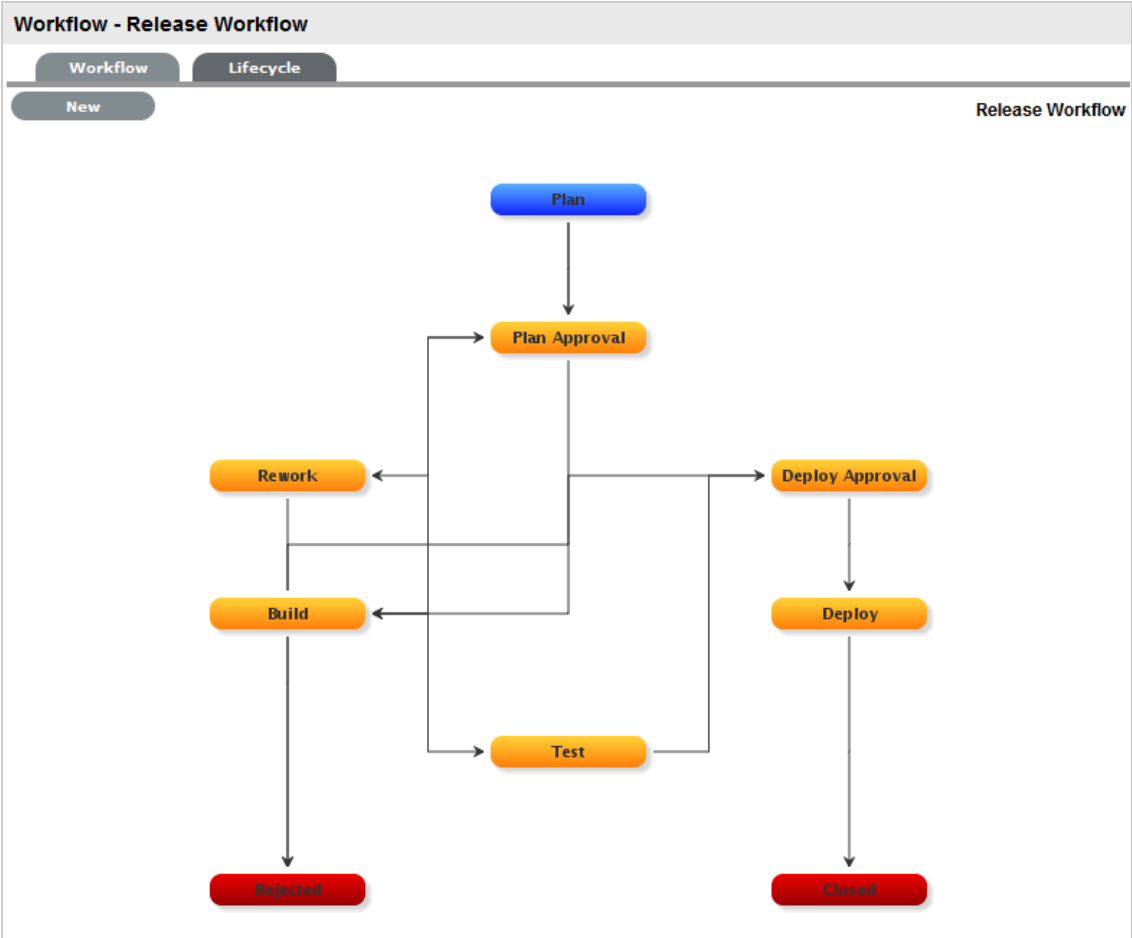 Workflow - Release Workflow
Workflow
Lifecycle
New
Release Workflow
Plan
Plan Approval
Rework
Deploy Approval
Build
Deploy
Test
Rejected
Closed